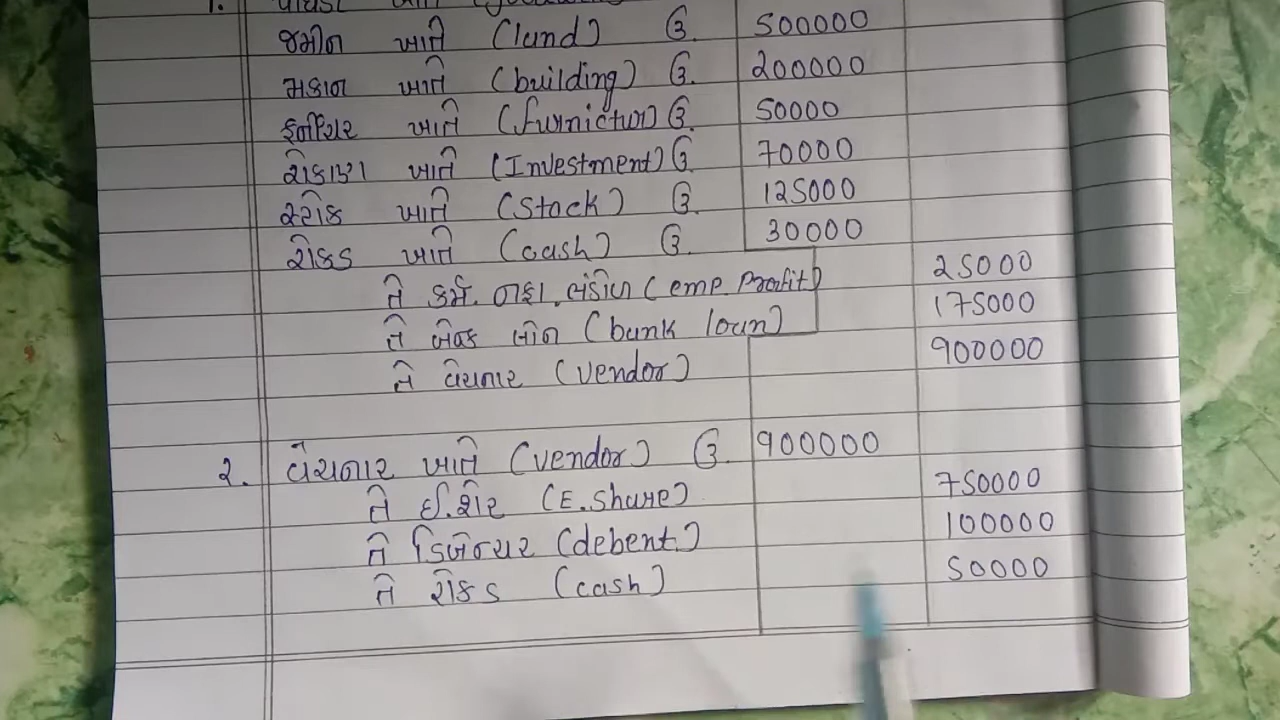 1. ખાતે
જમીન ખાતે (land) ઉ. 500000
મકાન ખાતે (building) ઉ. 200000
ફર્નિચર ખાતે (furnictur) ઉ. 50000
રોકાણ ખાતે (Investment) ઉ 70000
સ્ટોક ખાતે (Stock) ઉ. 125000
રોકડ ખાતે (cash) ઉ. 30000
તે કર્મ. નફા. (emp Profit) 25000
તે બેંક લોન (bank loan) 175000
તે વેચનાર (Vendor) 900000
2. વેચનાર ખાતે (Vendor) ઉ. 900000
તે ઈ.શેર (E. Share) 750000
તે ડિબેન્ચર (debent.) 100000
તે રોકડ (cash) 50000